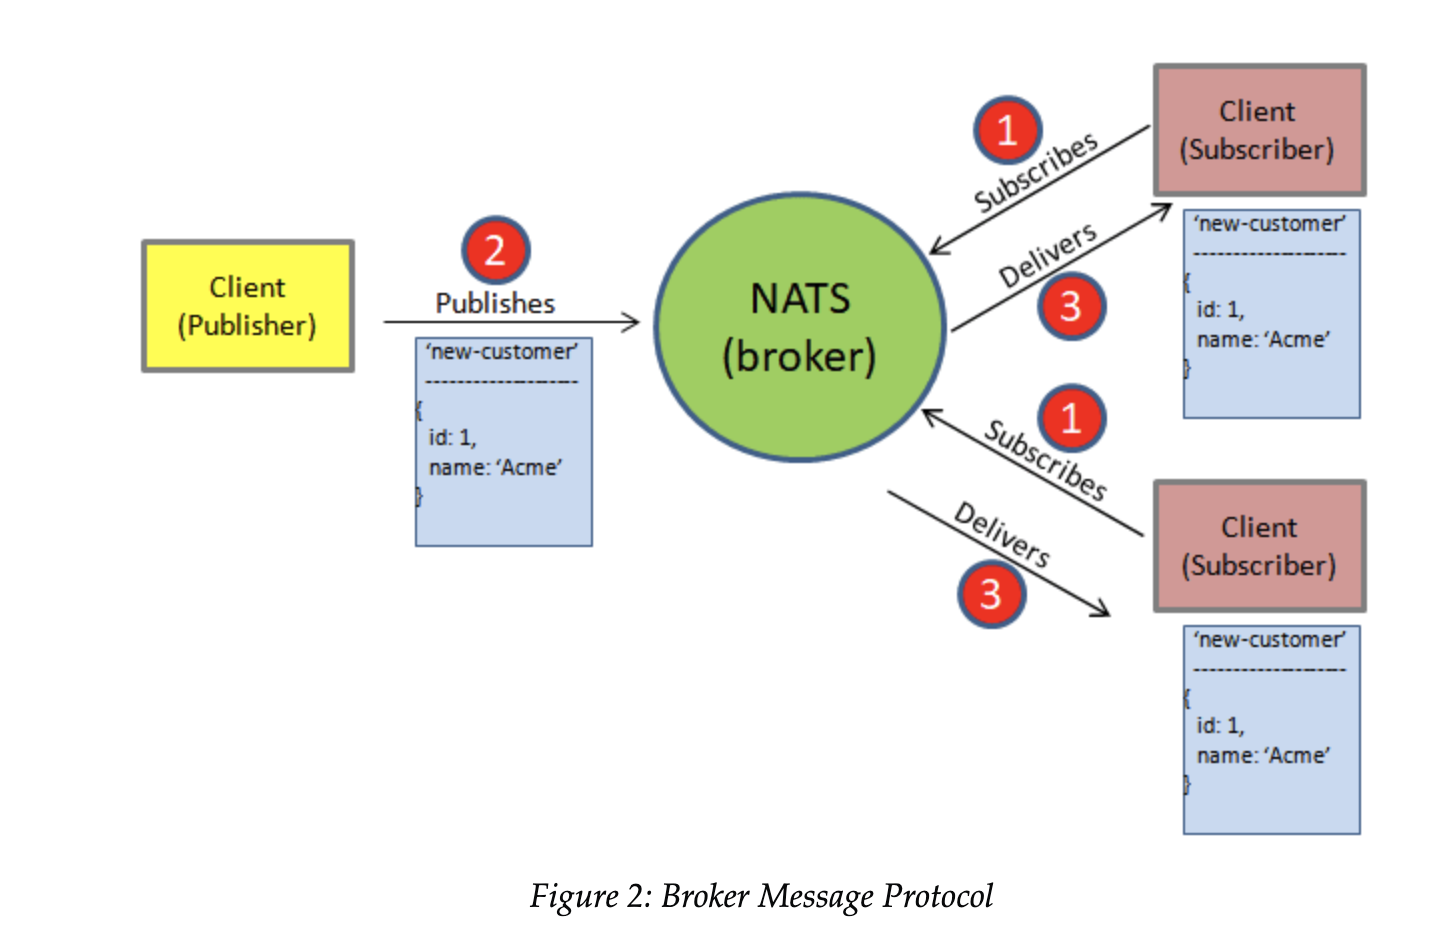 Client
(Publisher)
2
Publishes
‘new-customer’
--------------------
{
id: 1,
name: ‘Acme’
}
NATS
(broker)
1
Subscribes
Delivers
3
Client
(Subscriber)
‘new-customer’
--------------------
{
id: 1,
name: ‘Acme’
}
1
Subscribes
Delivers
3
Client
(Subscriber)
‘new-customer’
--------------------
{
id: 1,
name: ‘Acme’
}
Figure 2: Broker Message Protocol